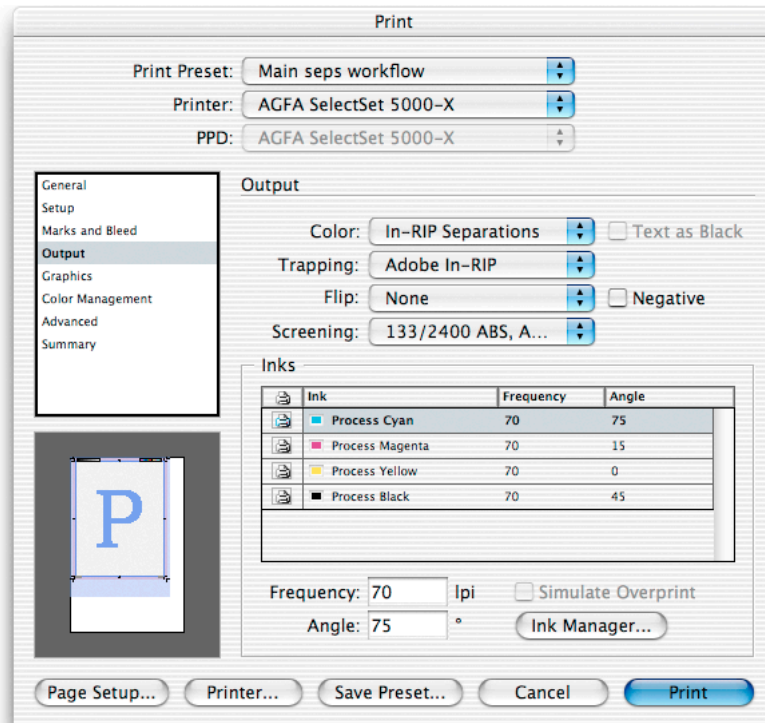 Print
Print Preset: Main seps workflow
Printer: AGFA SelectSet 5000-X
PPD: AGFA SelectSet 5000-X
General
Setup
Marks and Bleed
Output
Graphics
Color Management
Advanced
Summary
Output
Color: In-RIP Separations Text as Black
Trapping: Adobe In-RIP
Flip: None Negative
Screening: 133/2400 ABS, A...
Inks
Ink Frequency Angle
Process Cyan 70 75
Process Magenta 70 15
Process Yellow 70 0
Process Black 70 45
Frequency: 70 lpi Simulate Overprint
Angle: 75 ° Ink Manager...
P
Page Setup... Printer... Save Preset... Cancel Print